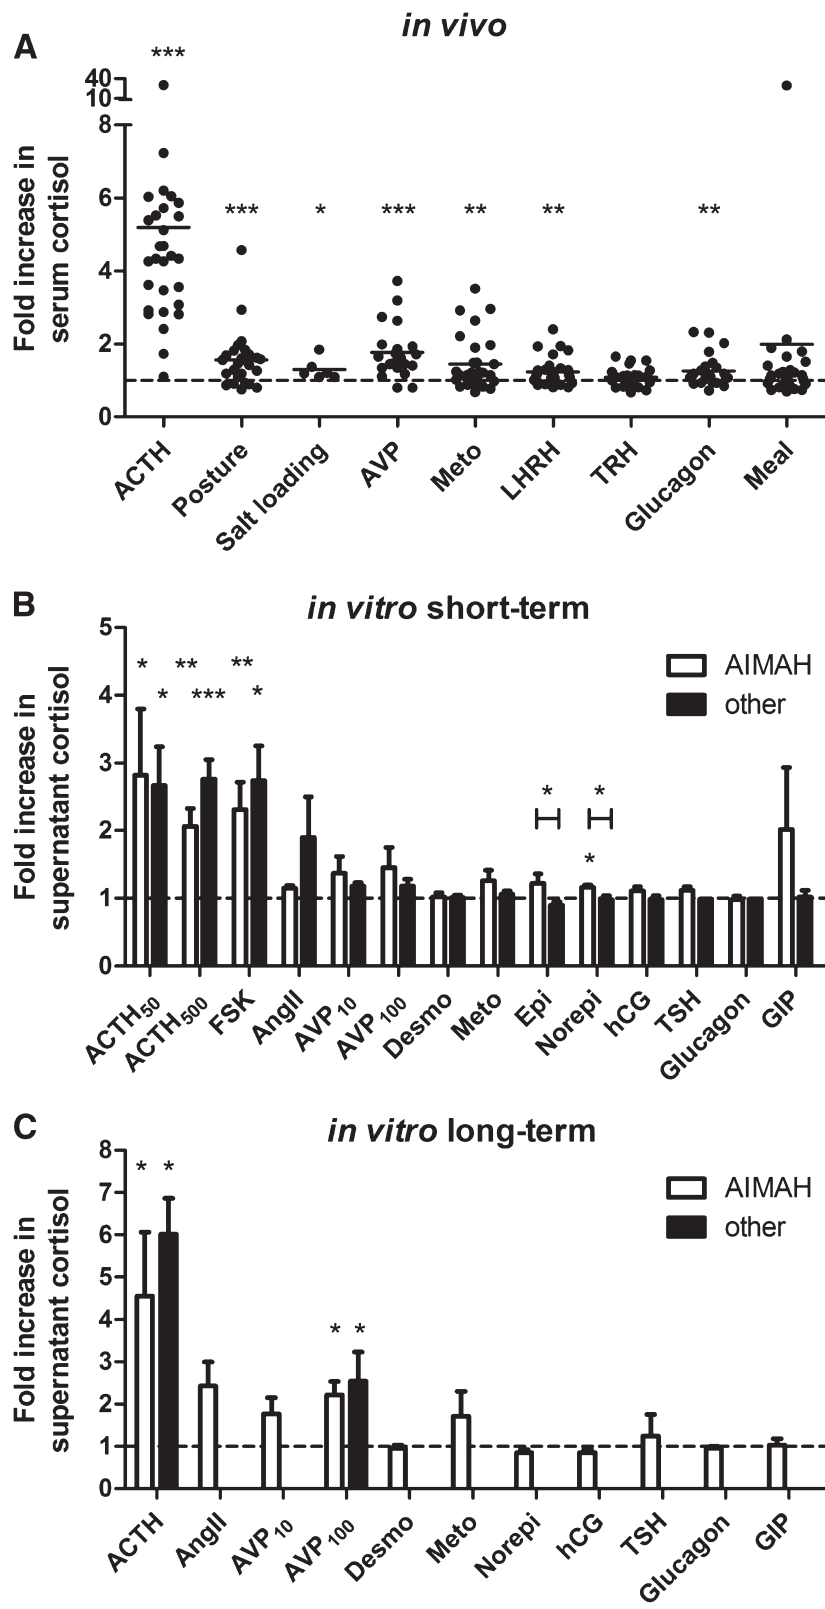 A
in vivo
***
40
10
8
6
4
2
0
Fold increase in
serum cortisol
*** * *** ** ** **
ACTH Posture Salt loading AVP Meto LHRH TRH Glucagon Meal
B
in vitro short-term
5
4
3
2
1
0
Fold increase in
supernatant cortisol
AIMAH
other
* ** **
* *** *
* *
*
ACTH50 ACTH500 FSK AngII AVP10 AVP100 Desmo Meto Epi Norepi hCG TSH Glucagon GIP
C
in vitro long-term
8
7
6
5
4
3
2
1
0
Fold increase in
supernatant cortisol
AIMAH
other
* *
* *
ACTH AngII AVP10 AVP100 Desmo Meto Norepi hCG TSH Glucagon GIP